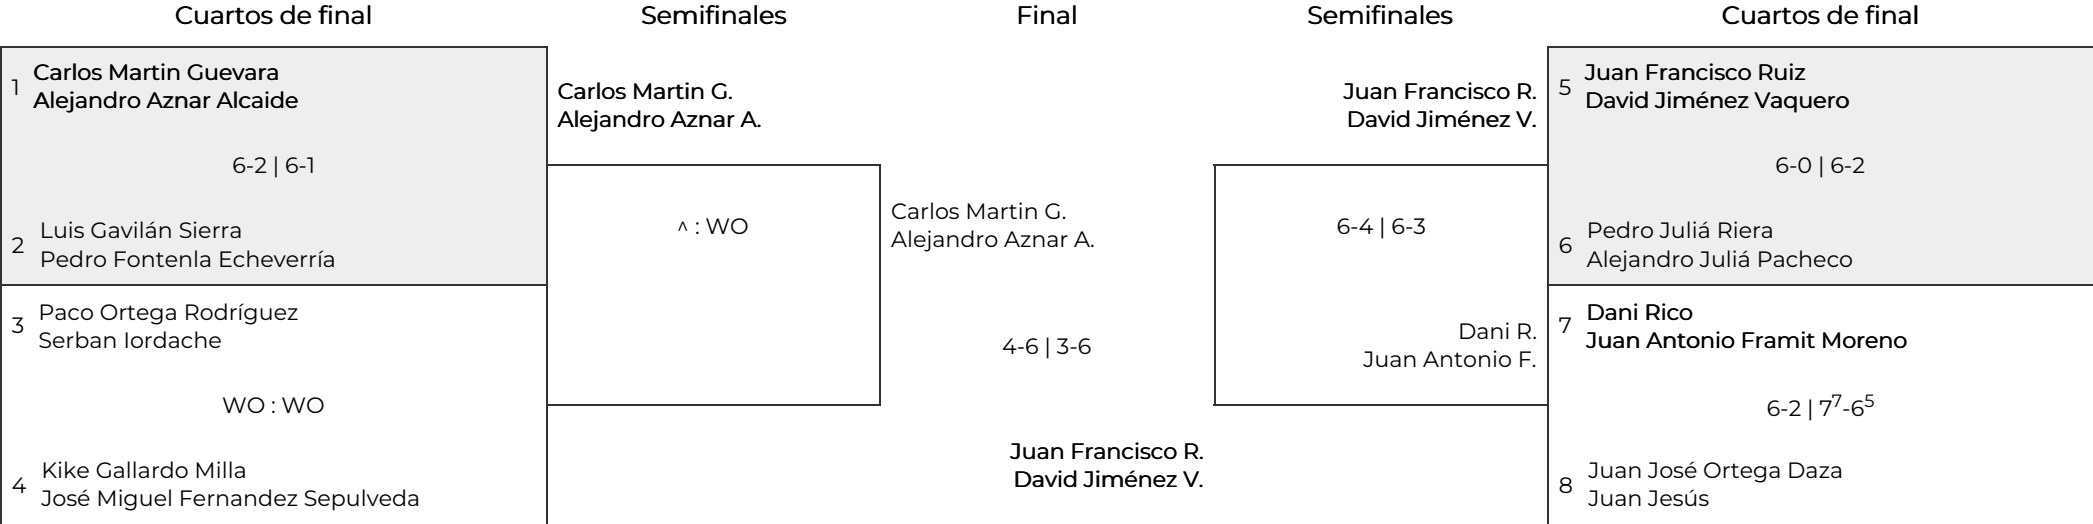 Cuartos de final
Semifinales
Final
Semifinales
Cuartos de final
1
Carlos Martin Guevara
Alejandro Aznar Alcaide
6-2 | 6-1
2
Luis Gavilán Sierra
Pedro Fontenla Echeverría
3
Paco Ortega Rodríguez
Serban Iordache
WO : WO
4
Kike Gallardo Milla
José Miguel Fernandez Sepulveda
Carlos Martin G.
Alejandro Aznar A.
^ : WO
Carlos Martin G.
Alejandro Aznar A.
4-6 | 3-6
Juan Francisco R.
David Jiménez V.
Juan Francisco R.
David Jiménez V.
6-4 | 6-3
Dani R.
Juan Antonio F.
5
Juan Francisco Ruiz
David Jiménez Vaquero
6-0 | 6-2
6
Pedro Juliá Riera
Alejandro Juliá Pacheco
7
Dani Rico
Juan Antonio Framit Moreno
6-2 | 7⁷-6⁵
8
Juan José Ortega Daza
Juan Jesús